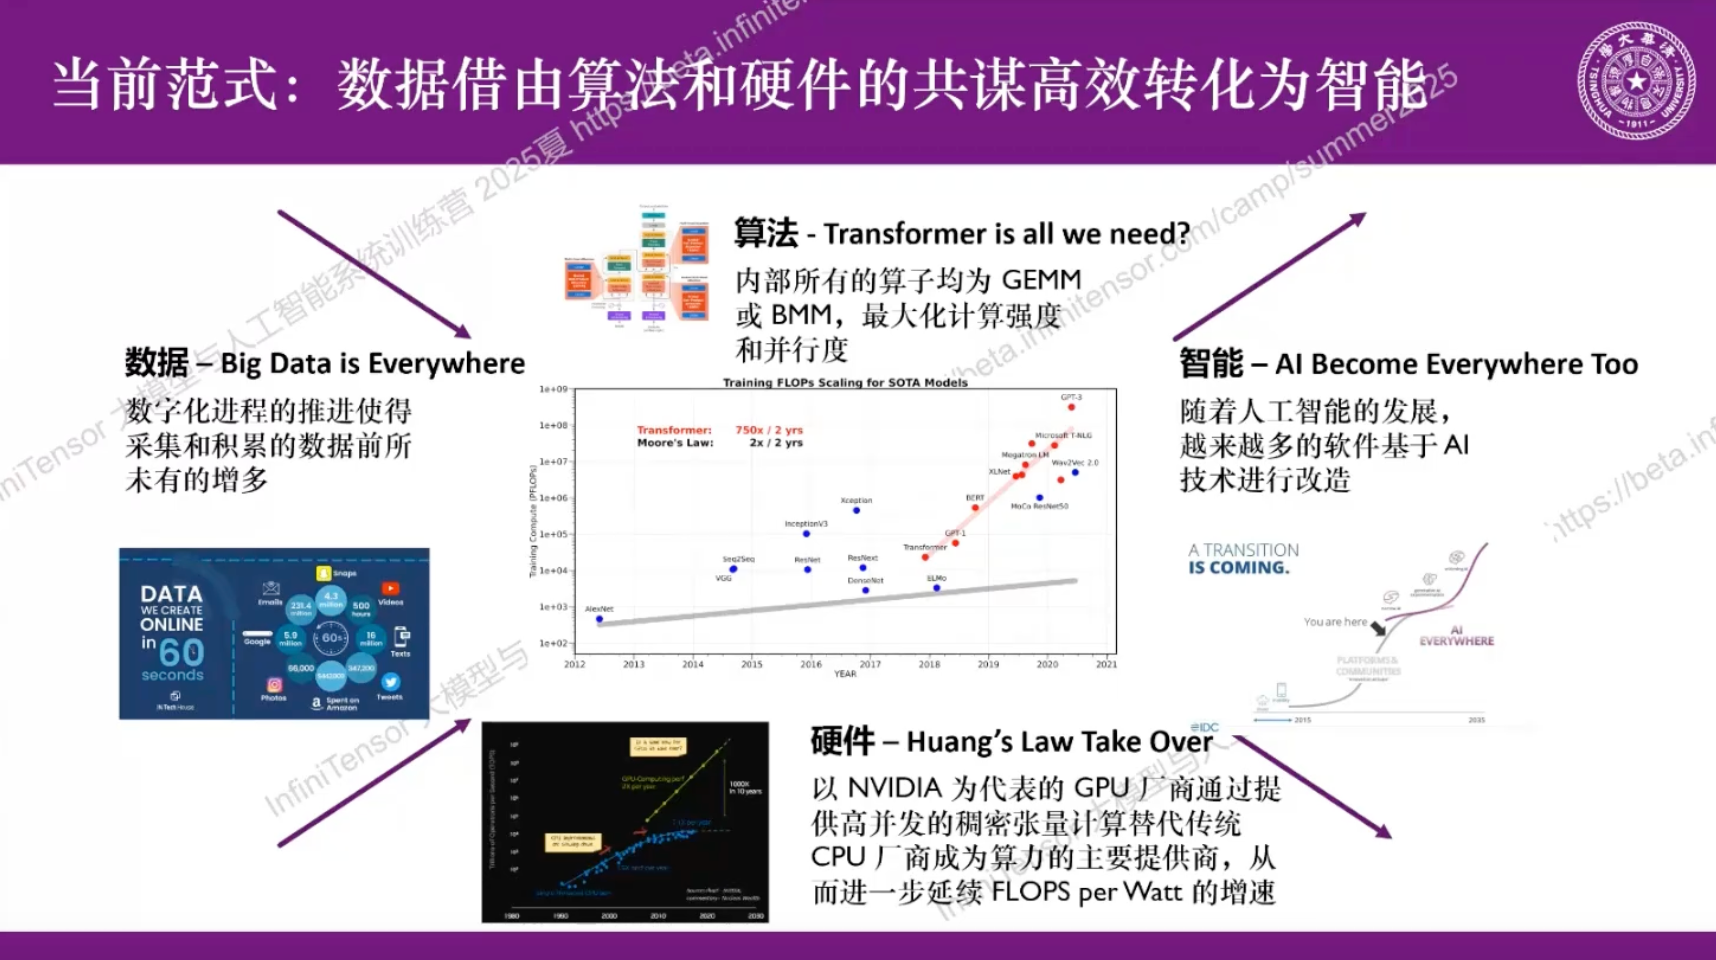 当前范式：数据借由算法和硬件的共谋高效转化为智能
算法 - Transformer is all we need?
内部所有的算子均为 GEMM
或 BMM，最大化计算强度
和并行度
数据 – Big Data is Everywhere
数字化进程的推进使得
采集和积累的数据前所
未有的增多
DATA
WE CREATE
ONLINE
in 60
seconds
Emails
Snaps
Videos
Google
Texts
Photos
Spent on
Amazon
Tweets
231.4
million
4.3
million
500
hours
5.9
million
60s
16
million
66,000
347,200
Training FLOPs Scaling for SOTA Models
Transformer: 750x / 2 yrs
Moore's Law: 2x / 2 yrs
Training Compute (PFLOPs)
1e+09
1e+08
1e+07
1e+06
1e+05
1e+04
1e+03
1e+02
GPT-3
Microsoft T-NLG
Megatron LM
Wav2Vec 2.0
XLNet
MoCo ResNet50
BERT
Xception
InceptionV3
GPT-1
Transformer
Seq2Seq
VGG
ResNet
ResNext
DenseNet
ELMo
AlexNet
2012 2013 2014 2015 2016 2017 2018 2019 2020 2021
YEAR
智能 – AI Become Everywhere Too
随着人工智能的发展，
越来越多的软件基于 AI
技术进行改造
A TRANSITION
IS COMING.
You are here
AI
EVERYWHERE
PLATFORMS &
COMMUNITIES
IDC
2015
2035
硬件 – Huang’s Law Take Over
以 NVIDIA 为代表的 GPU 厂商通过提
供高并发的稠密张量计算替代传统
CPU 厂商成为算力的主要提供商，从
而进一步延续 FLOPS per Watt 的增速
GPU-Computing perf
2X per year
1000X
in 10 years
1980 1990 2000 2010 2020 2030
TSINGHUA UNIVERSITY
-1911-
InfiniTensor 大模型与人工智能系统训练营 2025夏 https://beta.infinitensor.com/camp/summer2025